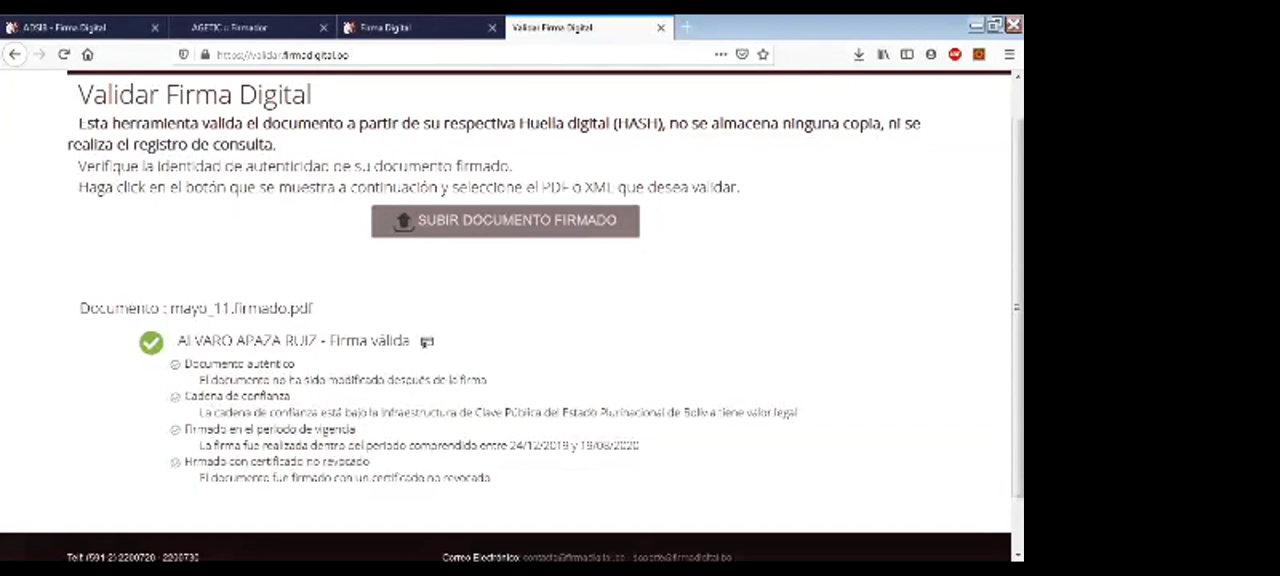 ADSIB - Firma Digital
AGETIC :: Firmador
Firma Digital
Validar Firma Digital
https://validar.firmadigital.bo
Validar Firma Digital
Esta herramienta valida el documento a partir de su respectiva Huella digital (HASH), no se almacena ninguna copia, ni se
realiza el registro de consulta.
Verifique la identidad de autenticidad de su documento firmado.
Haga click en el botón que se muestra a continuación y seleccione el PDF o XML que desea validar.
SUBIR DOCUMENTO FIRMADO
Documento : mayo_11.firmado.pdf
ALVARO APAZA RUIZ - Firma válida
Documento auténtico
El documento no ha sido modificado después de la firma
Cadena de confianza
La cadena de confianza está bajo la Infraestructura de Clave Pública del Estado Plurinacional de Bolivia tiene valor legal
Firmado en el periodo de vigencia
La firma fue realizada dentro del periodo comprendido entre 24/12/2019 y 19/08/2020
Firmado con certificado no revocado
El documento fue firmado con un certificado no revocado
Telf: (591-2) 2200720 - 2200730
Correo Electrónico: contacto@firmadigital.bo - soporte@firmadigital.bo